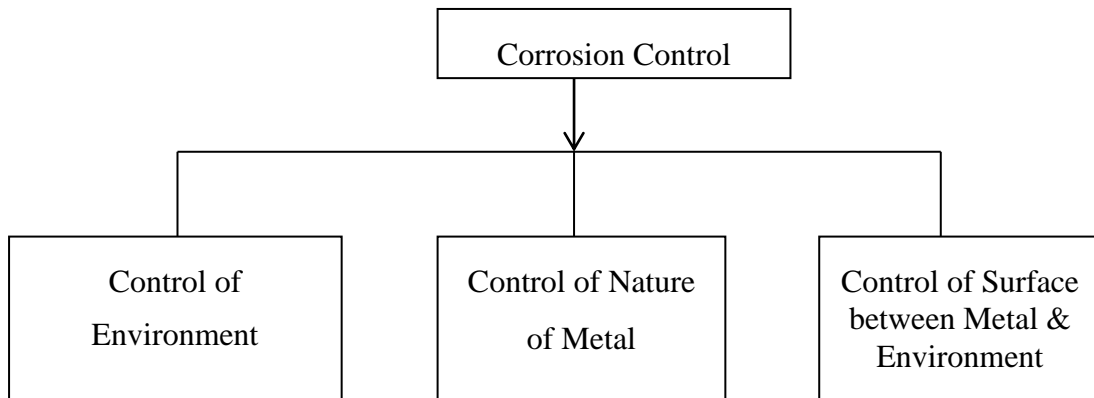 Corrosion Control
Control of
Environment
Control of Nature
of Metal
Control of Surface
between Metal &
Environment